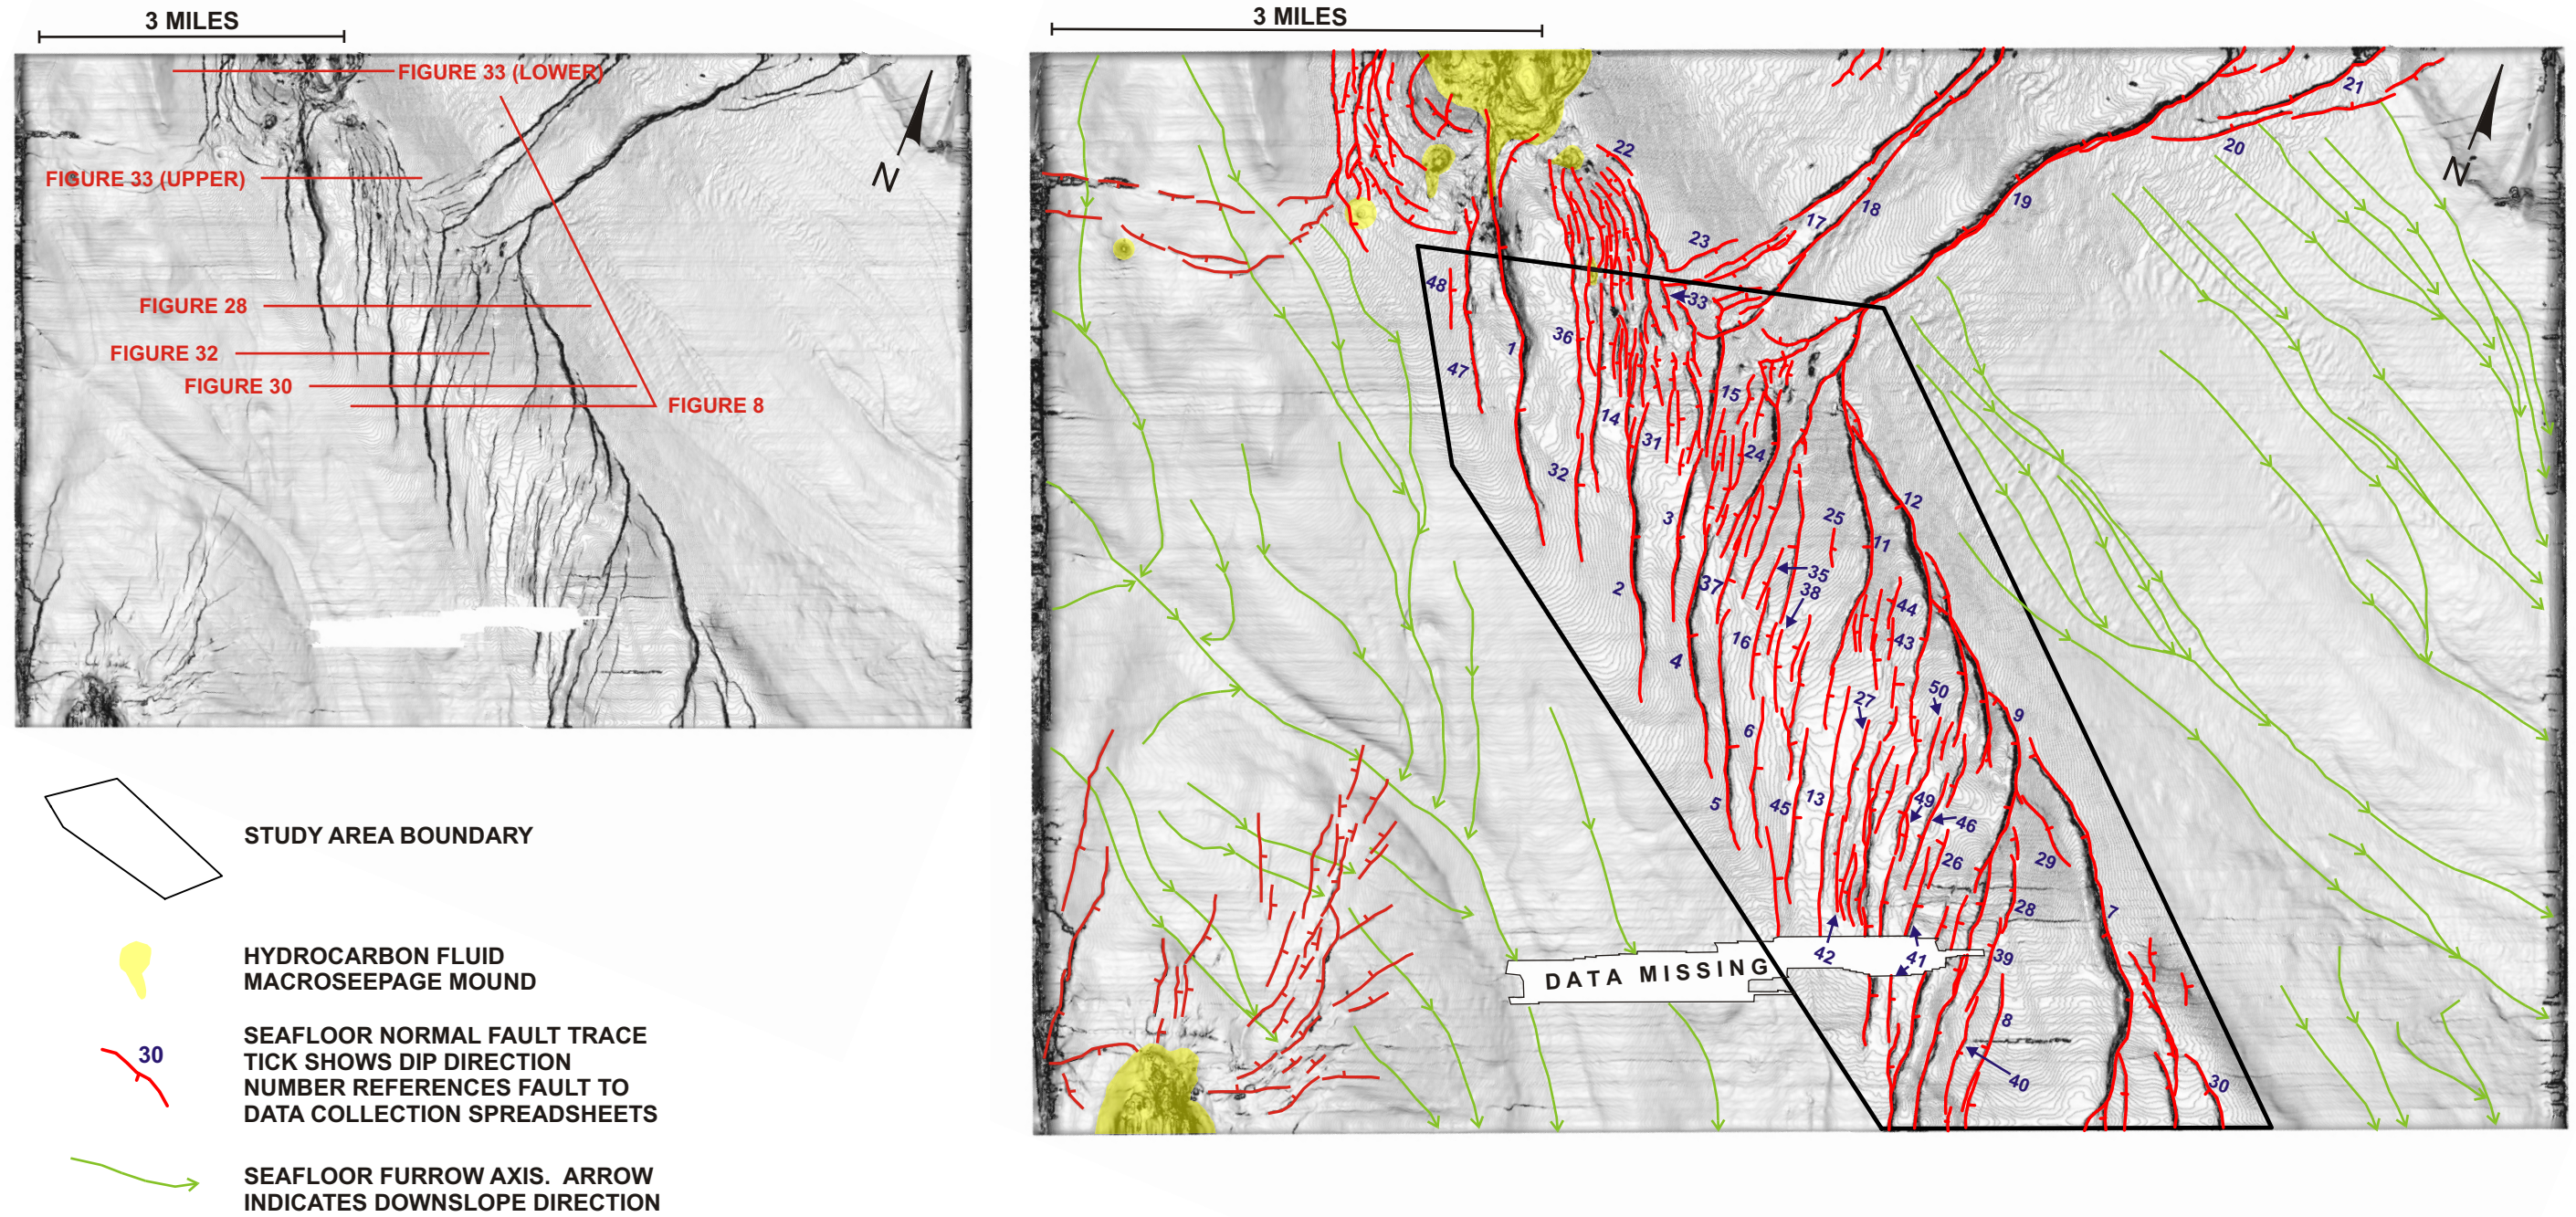 3 MILES
FIGURE 33 (LOWER)
FIGURE 33 (UPPER)
FIGURE 28
FIGURE 32
FIGURE 30
FIGURE 8
N
STUDY AREA BOUNDARY
HYDROCARBON FLUID
MACROSEEPAGE MOUND
30
SEAFLOOR NORMAL FAULT TRACE
TICK SHOWS DIP DIRECTION
NUMBER REFERENCES FAULT TO
DATA COLLECTION SPREADSHEETS
SEAFLOOR FURROW AXIS. ARROW
INDICATES DOWNSLOPE DIRECTION
3 MILES
21
22
20
N
19
18
17
23
48
33
36
1
47
15
14
31
24
32
12
3
25
11
35
2
37
38
44
16
43
4
50
27
9
6
45
13
49
5
46
26
29
28
7
42
41
39
DATA MISSING
8
40
30